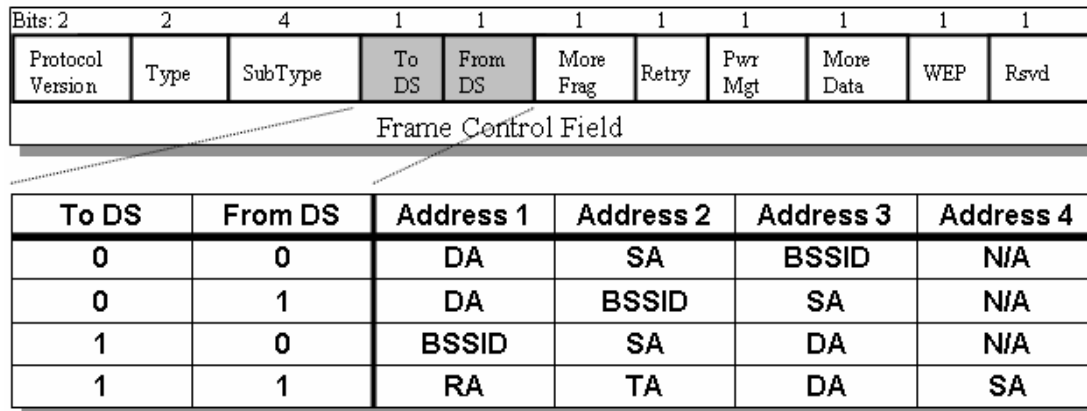 Bits: 2 2 4 1 1 1 1 1 1 1 1
Protocol Version Type SubType To DS From DS More Frag Retry Pwr Mgt More Data WEP Rsvd
Frame Control Field
To DS From DS Address 1 Address 2 Address 3 Address 4
0 0 DA SA BSSID N/A
0 1 DA BSSID SA N/A
1 0 BSSID SA DA N/A
1 1 RA TA DA SA